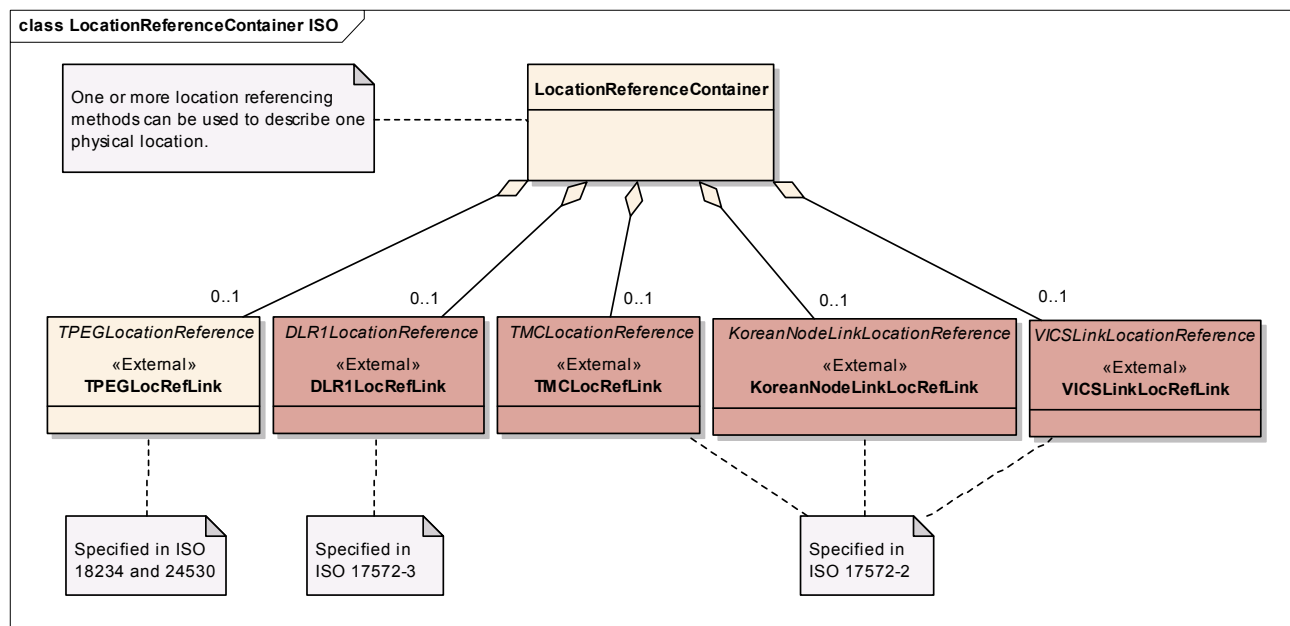 class LocationReferenceContainer ISO
One or more location referencing
methods can be used to describe one
physical location.
LocationReferenceContainer
0..1
0..1
0..1
0..1
0..1
TPEGLocationReference
«External»
TPEGLocRefLink
DLR1LocationReference
«External»
DLR1LocRefLink
TMCLocationReference
«External»
TMCLocRefLink
KoreanNodeLinkLocationReference
«External»
KoreanNodeLinkLocRefLink
VICSLinkLocationReference
«External»
VICSLinkLocRefLink
Specified in ISO
18234 and 24530
Specified in
ISO 17572-3
Specified in
ISO 17572-2